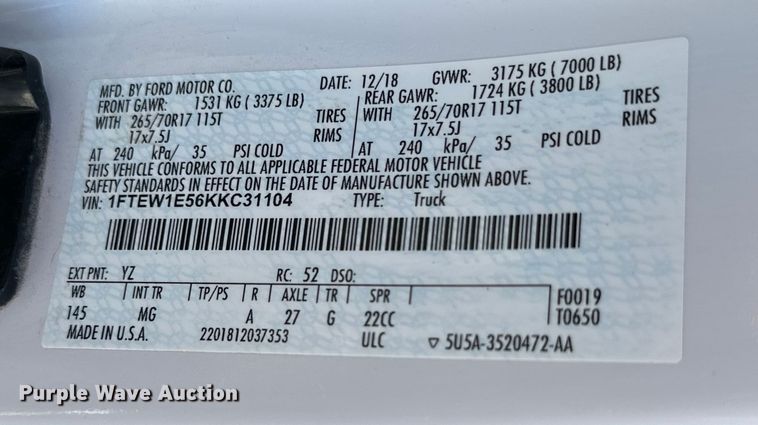 MFD. BY FORD MOTOR CO. DATE: 12/18 GVWR: 3175 KG ( 7000 LB)
FRONT GAWR: 1531 KG ( 3375 LB) REAR GAWR: 1724 KG ( 3800 LB)
WITH 265/70R17 115T TIRES WITH 265/70R17 115T TIRES
17x7.5J RIMS 17x7.5J RIMS
AT 240 kPa/ 35 PSI COLD AT 240 kPa/ 35 PSI COLD
THIS VEHICLE CONFORMS TO ALL APPLICABLE FEDERAL MOTOR VEHICLE
SAFETY STANDARDS IN EFFECT ON THE DATE OF MANUFACTURE SHOWN ABOVE.
VIN: 1FTEW1E56KKC31104 TYPE: Truck
EXT PNT: YZ RC: 52 DSO:
WB INT TR TP/PS R AXLE TR SPR F0019
145 MG A 27 G 22CC T0650
MADE IN U.S.A. 2201812037353 ULC ▽ 5U5A-3520472-AA
Purple Wave Auction